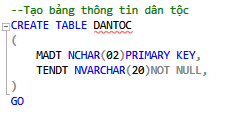 --Tạo bảng thông tin dân tộc
CREATE TABLE DANTOC
(
MADT NCHAR(02)PRIMARY KEY,
TENDT NVARCHAR(20)NOT NULL,
)
GO